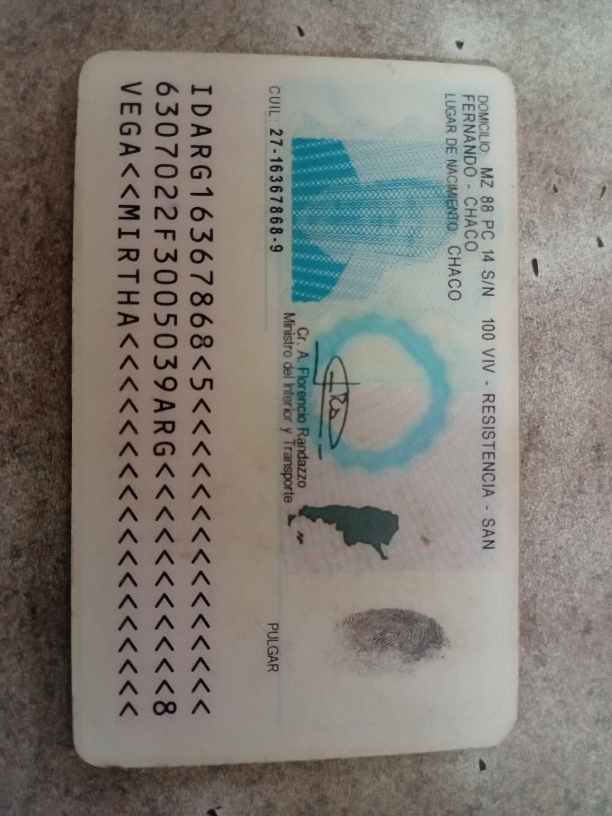 DOMICILIO: MZ 88 PC 14 S/N 100 VIV - RESISTENCIA - SAN
FERNANDO - CHACO
LUGAR DE NACIMIENTO: CHACO
Cr. A. Florencio Randazzo
Ministro del Interior y Transporte
CUIL: 27-16367868-9
PULGAR
IDARG16367868<5<<<<<<<<<<<<<<<
6307022F3005039ARG<<<<<<<<<<<8
VEGA<<MIRTHA<<<<<<<<<<<<<<<<<<